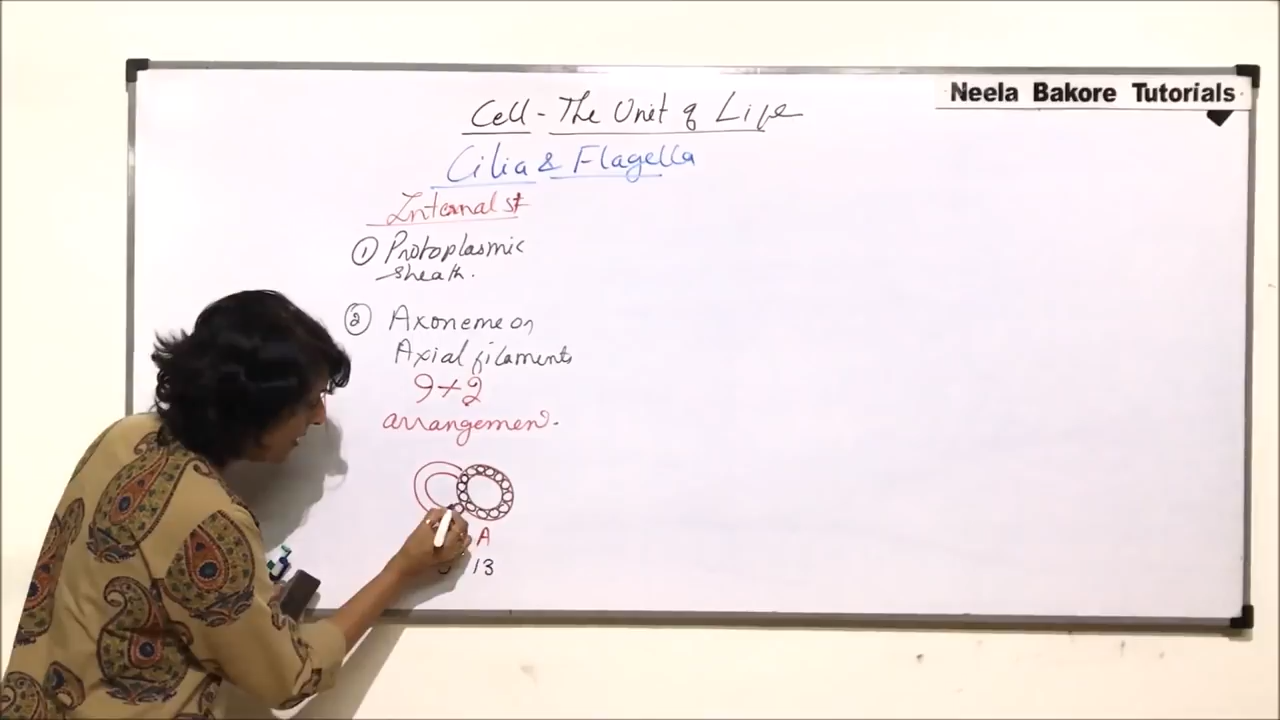 Neela Bakore Tutorials
Cell - The Unit of Life
Cilia & Flagella
Internal st
① Protoplasmic
sheath.
② Axoneme or
Axial filaments
9+2
arrangement.
A
13